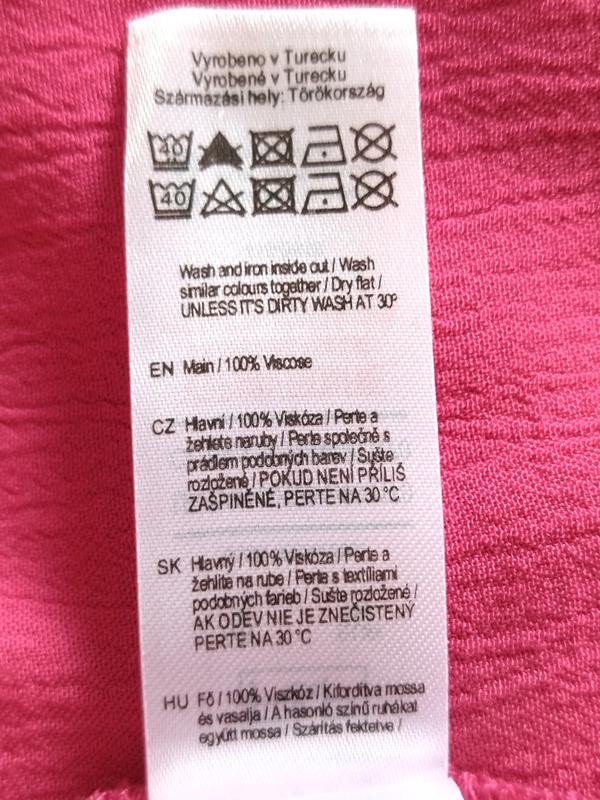 Vyrobeno v Turecku
Vyrobené v Turecku
Származási hely: Törökország
40
40
Wash and iron inside out / Wash
similar colours together / Dry flat /
UNLESS IT'S DIRTY WASH AT 30º
EN Main / 100% Viscose
CZ Hlavní / 100% Viskóza / Perte a
žehlete naruby / Perte společně s
prádlem podobných barev / Sušte
rozložené / POKUD NENÍ PŘÍLIŠ
ZAŠPINĚNÉ, PERTE NA 30 °C
SK Hlavný / 100% Viskóza / Perte a
žehlite na rube / Perte s textíliami
podobných farieb / Sušte rozložené /
AK ODEV NIE JE ZNEČISTENÝ
PERTE NA 30 °C
HU Fő / 100% Viszkóz / Kifordítva mossa
és vasalja / A hasonló színű ruhákat
együtt mossa / Szárítás fektetve /